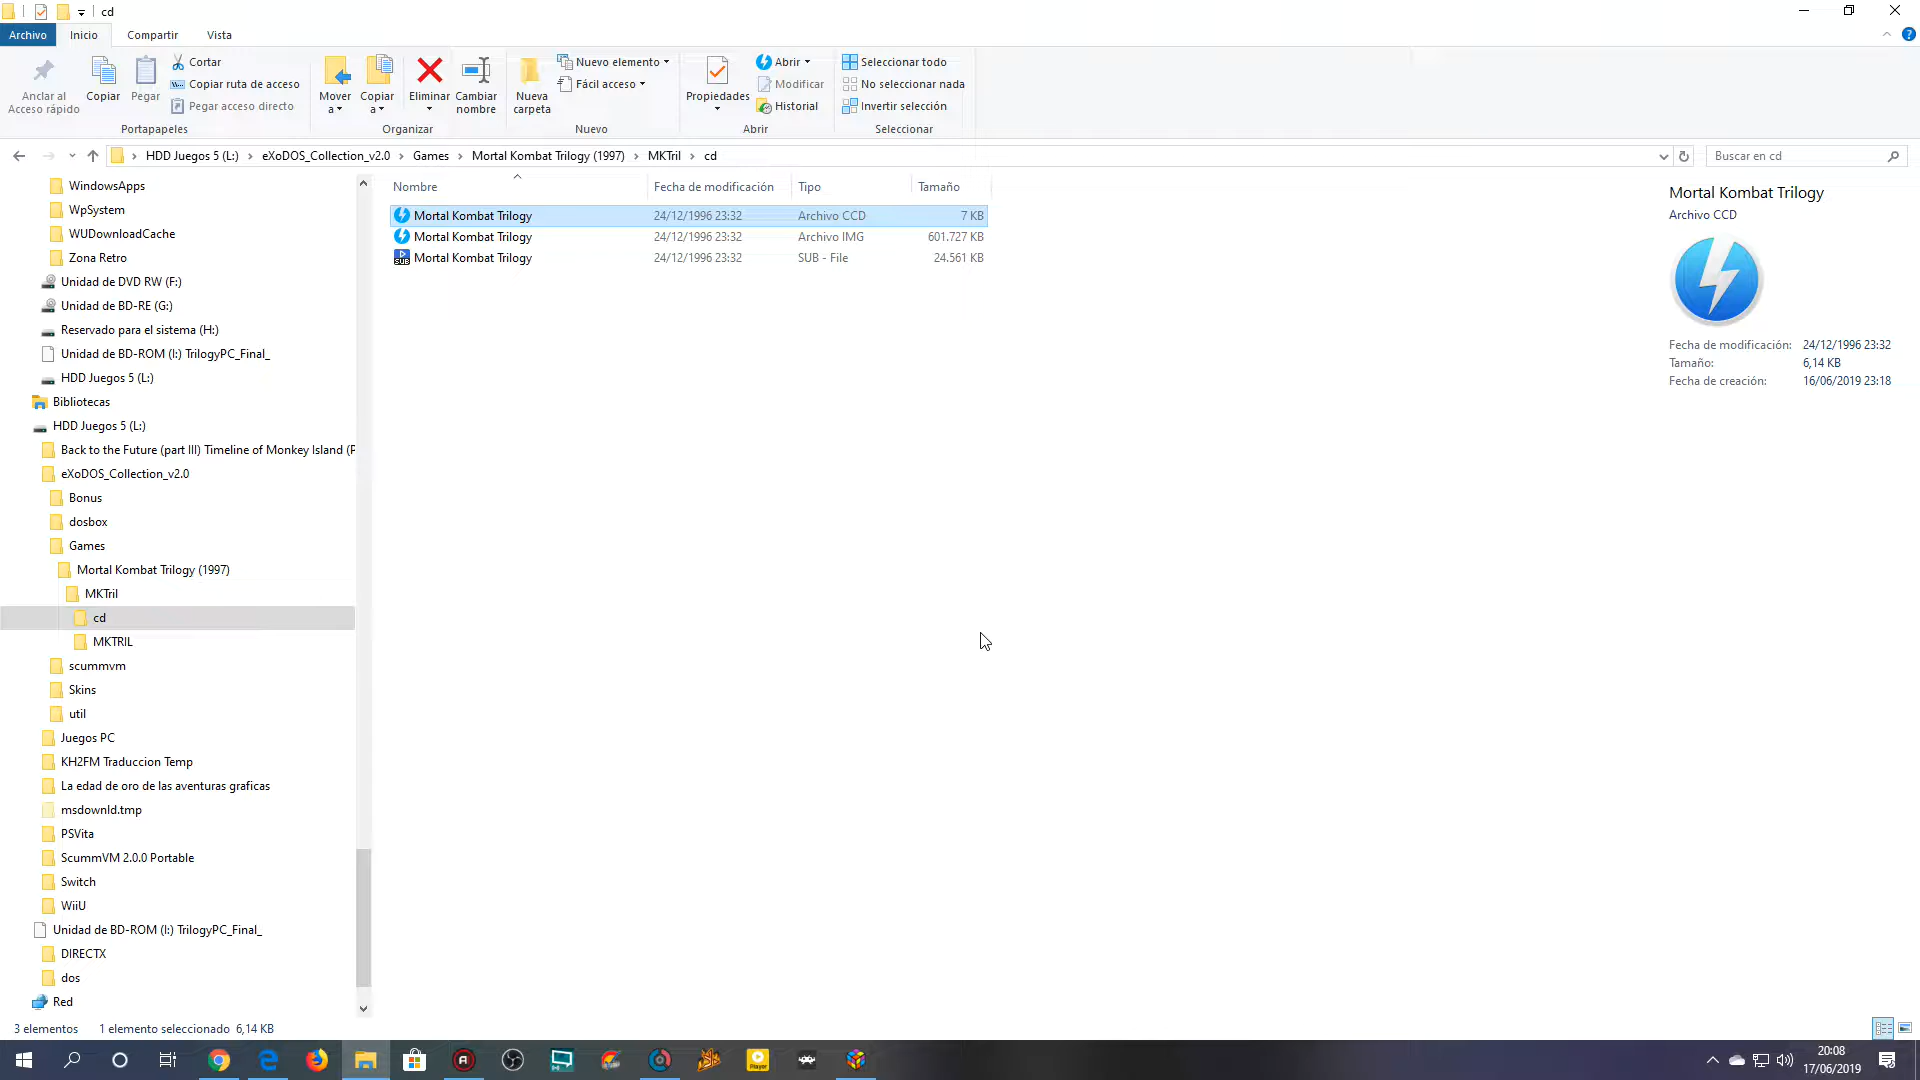 cd
Archivo Inicio Compartir Vista
Anclar al Acceso rápido
Copiar
Pegar
Cortar
Copiar ruta de acceso
Pegar acceso directo
Portapapeles
Mover a
Copiar a
Eliminar
Cambiar nombre
Organizar
Nueva carpeta
Nuevo elemento
Fácil acceso
Nuevo
Propiedades
Abrir
Modificar
Historial
Abrir
Seleccionar todo
No seleccionar nada
Invertir selección
Seleccionar
HDD Juegos 5 (L:) eXoDOS_Collection_v2.0 Games Mortal Kombat Trilogy (1997) MKTril cd
Buscar en cd
WindowsApps
WpSystem
WUDownloadCache
Zona Retro
Unidad de DVD RW (F:)
Unidad de BD-RE (G:)
Reservado para el sistema (H:)
Unidad de BD-ROM (I:) TrilogyPC_Final_
HDD Juegos 5 (L:)
Bibliotecas
HDD Juegos 5 (L:)
Back to the Future (part III) Timeline of Monkey Island (P
eXoDOS_Collection_v2.0
Bonus
dosbox
Games
Mortal Kombat Trilogy (1997)
MKTril
cd
MKTRIL
scummvm
Skins
util
Juegos PC
KH2FM Traduccion Temp
La edad de oro de las aventuras graficas
msdownld.tmp
PSVita
ScummVM 2.0.0 Portable
Switch
WiiU
Unidad de BD-ROM (I:) TrilogyPC_Final_
DIRECTX
dos
Red
Nombre Fecha de modificación Tipo Tamaño
Mortal Kombat Trilogy 24/12/1996 23:32 Archivo CCD 7 KB
Mortal Kombat Trilogy 24/12/1996 23:32 Archivo IMG 601.727 KB
Mortal Kombat Trilogy 24/12/1996 23:32 SUB - File 24.561 KB
Mortal Kombat Trilogy
Archivo CCD
Fecha de modificación: 24/12/1996 23:32
Tamaño: 6,14 KB
Fecha de creación: 16/06/2019 23:18
3 elementos 1 elemento seleccionado 6,14 KB
20:08
17/06/2019